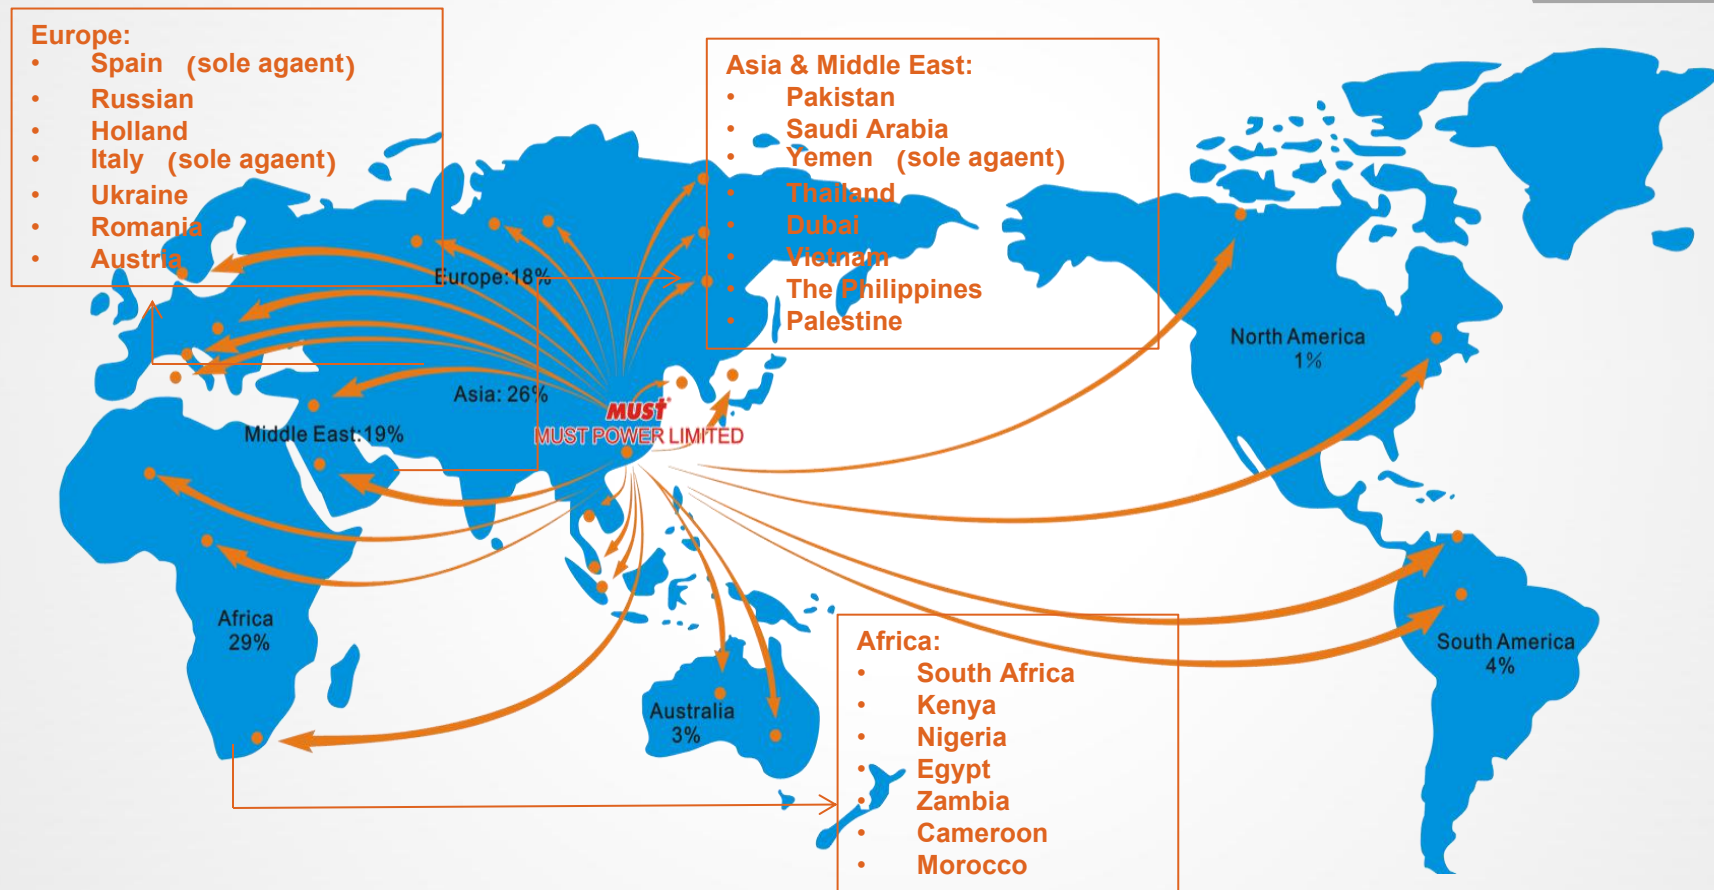 Europe:
• Spain (sole agaent)
• Russian
• Holland
• Italy (sole agaent)
• Ukraine
• Romania
• Austria
Asia & Middle East:
• Pakistan
• Saudi Arabia
• Yemen (sole agaent)
• Thailand
• Dubai
• Vietnam
• The Philippines
• Palestine
Europe:18%
North America
1%
Asia: 26%
MUST®
MUST POWER LIMITED
Middle East:19%
Africa
29%
South America
4%
Australia
3%
Africa:
• South Africa
• Kenya
• Nigeria
• Egypt
• Zambia
• Cameroon
• Morocco